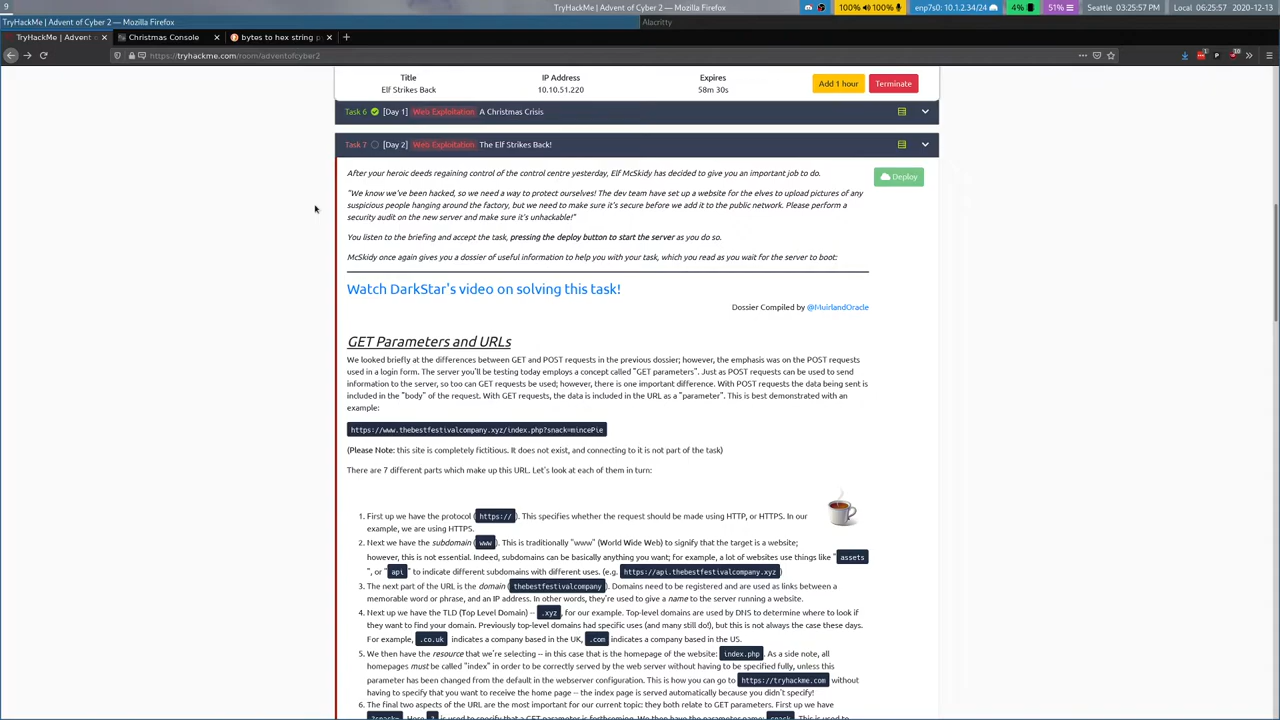 9
TryHackMe | Advent of Cyber 2 — Mozilla Firefox
100% 100%
enp7s0: 10.1.2.34/24
4%
51%
Seattle 03:25:57 PM
Local 06:25:57
2020-12-13
TryHackMe | Advent of Cyber 2 — Mozilla Firefox
Alacritty
TryHackMe | Advent
Christmas Console
bytes to hex string p
https://tryhackme.com/room/adventofcyber2
Title
IP Address
Expires
Elf Strikes Back
10.10.51.220
58m 30s
Add 1 hour
Terminate
Task 6 [Day 1] Web Exploitation A Christmas Crisis
Task 7 [Day 2] Web Exploitation The Elf Strikes Back!
After your heroic deeds regaining control of the control centre yesterday, Elf McSkidy has decided to give you an important job to do.
Deploy
"We know we've been hacked, so we need a way to protect ourselves! The dev team have set up a website for the elves to upload pictures of any
suspicious people hanging around the factory, but we need to make sure it's secure before we add it to the public network. Please perform a
security audit on the new server and make sure it's unhackable!"
You listen to the briefing and accept the task, pressing the deploy button to start the server as you do so.
McSkidy once again gives you a dossier of useful information to help you with your task, which you read as you wait for the server to boot:
Watch DarkStar's video on solving this task!
Dossier Compiled by @MuirlandOracle
GET Parameters and URLs
We looked briefly at the differences between GET and POST requests in the previous dossier; however, the emphasis was on the POST requests
used in a login form. The server you'll be testing today employs a concept called "GET parameters". Just as POST requests can be used to send
information to the server, so too can GET requests be used; however, there is one important difference. With POST requests the data being sent is
included in the "body" of the request. With GET requests, the data is included in the URL as a "parameter". This is best demonstrated with an
example:
https://www.thebestfestivalcompany.xyz/index.php?snack=mincePie
(Please Note: this site is completely fictitious. It does not exist, and connecting to it is not part of the task)
There are 7 different parts which make up this URL. Let's look at each of them in turn:
1. First up we have the protocol ( https:// ). This specifies whether the request should be made using HTTP, or HTTPS. In our
example, we are using HTTPS.
2. Next we have the subdomain ( www ). This is traditionally "www" (World Wide Web) to signify that the target is a website;
however, this is not essential. Indeed, subdomains can be basically anything you want; for example, a lot of websites use things like " assets
", or " api " to indicate different subdomains with different uses. (e.g. https://api.thebestfestivalcompany.xyz )
3. The next part of the URL is the domain ( thebestfestivalcompany ). Domains need to be registered and are used as links between a
memorable word or phrase, and an IP address. In other words, they're used to give a name to the server running a website.
4. Next up we have the TLD (Top Level Domain) -- .xyz , for our example. Top-level domains are used by DNS to determine where to look if
they want to find your domain. Previously top-level domains had specific uses (and many still do!), but this is not always the case these days.
For example, .co.uk indicates a company based in the UK, .com indicates a company based in the US.
5. We then have the resource that we're selecting -- in this case that is the homepage of the website: index.php . As a side note, all
homepages must be called "index" in order to be correctly served by the web server without having to be specified fully, unless this
parameter has been changed from the default in the webserver configuration. This is how you can go to https://tryhackme.com without
having to specify that you want to receive the home page -- the index page is served automatically because you didn't specify!
6. The final two aspects of the URL are the most important for our current topic: they both relate to GET parameters. First up we have